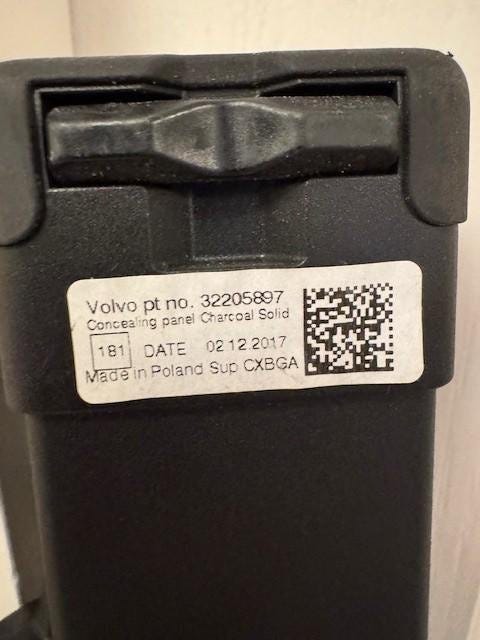 Volvo pt no. 32205897
Concealing panel Charcoal Solid
181 DATE 02 12.2017
Made in Poland Sup CXBGA